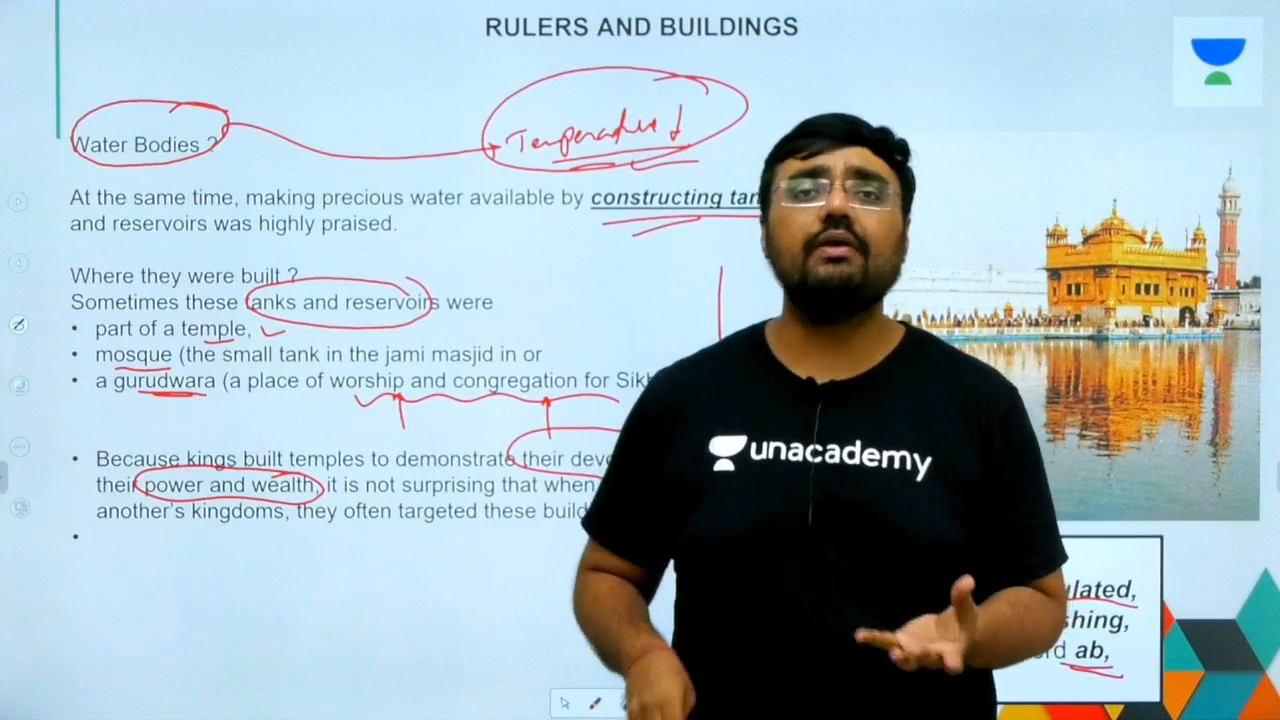 RULERS AND BUILDINGS
Water Bodies ?
Temperature ↓
At the same time, making precious water available by constructing tan
and reservoirs was highly praised.
Where they were built ?
Sometimes these tanks and reservoirs were
• part of a temple,
• mosque (the small tank in the jami masjid in or
• a gurudwara (a place of worship and congregation for Sikh
• Because kings built temples to demonstrate their devo
their power and wealth, it is not surprising that when
another's kingdoms, they often targeted these build
•
unacademy
ulated,
shing,
rd ab,